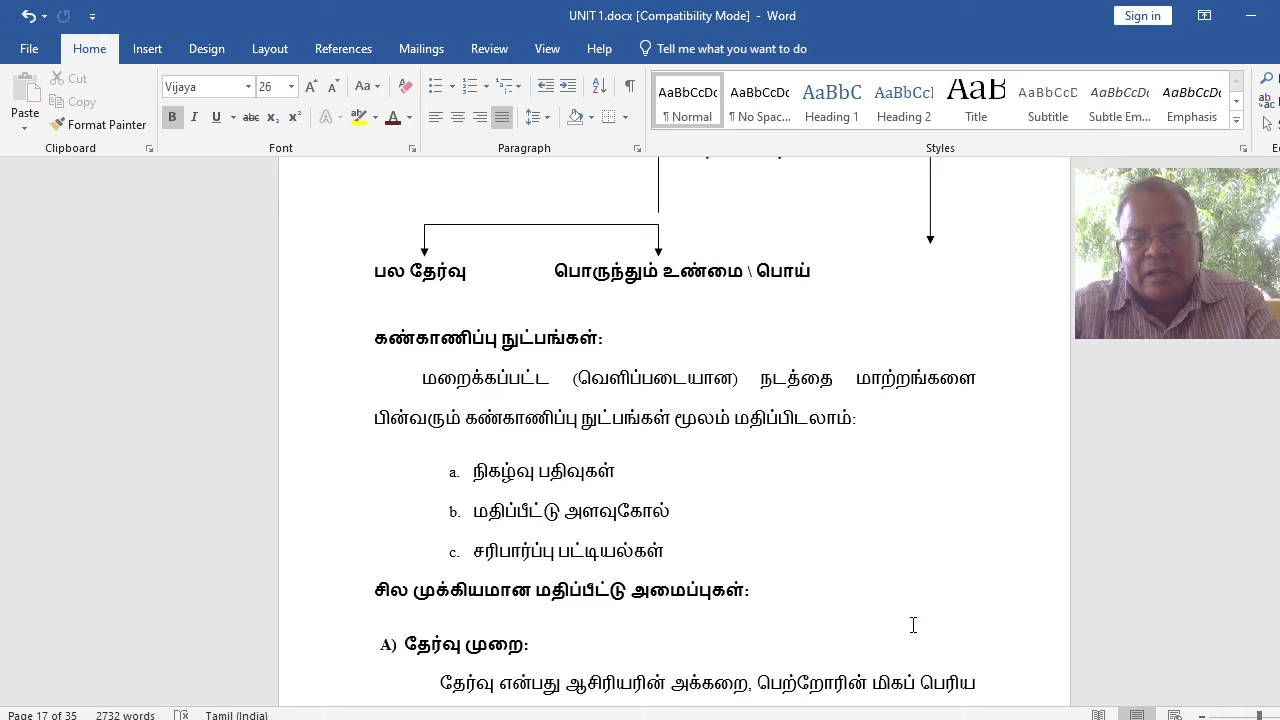 UNIT 1.docx [Compatibility Mode] - Word
Sign in
File Home Insert Design Layout References Mailings Review View Help Tell me what you want to do
Cut
Copy
Paste
Format Painter
Vijaya 26
AaBbCcDc AaBbCcDc AaBbC AaBbCcI AaB AaBbCcDc AaBbCcDc AaBbCcDc
¶ Normal ¶ No Spac... Heading 1 Heading 2 Title Subtitle Subtle Em... Emphasis
Clipboard Font Paragraph Styles
பல தேர்வு பொருந்தும் உண்மை \ பொய்
கண்காணிப்பு நுட்பங்கள்:
மறைக்கப்பட்ட (வெளிப்படையான) நடத்தை மாற்றங்களை
பின்வரும் கண்காணிப்பு நுட்பங்கள் மூலம் மதிப்பிடலாம்:
a. நிகழ்வு பதிவுகள்
b. மதிப்பீட்டு அளவுகோல்
c. சரிபார்ப்பு பட்டியல்கள்
சில முக்கியமான மதிப்பீட்டு அமைப்புகள்:
A) தேர்வு முறை:
தேர்வு என்பது ஆசிரியரின் அக்கறை, பெற்றோரின் மிகப் பெரிய
Page 17 of 35 2732 words Tamil (India)